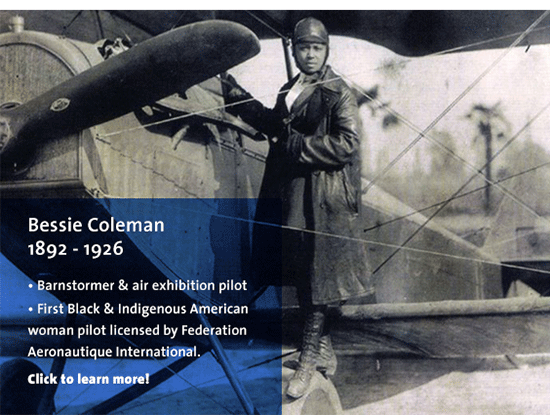 Bessie Coleman
1892 - 1926
• Barnstormer & air exhibition pilot
• First Black & Indigenous American
woman pilot licensed by Federation
Aeronautique International.
Click to learn more!